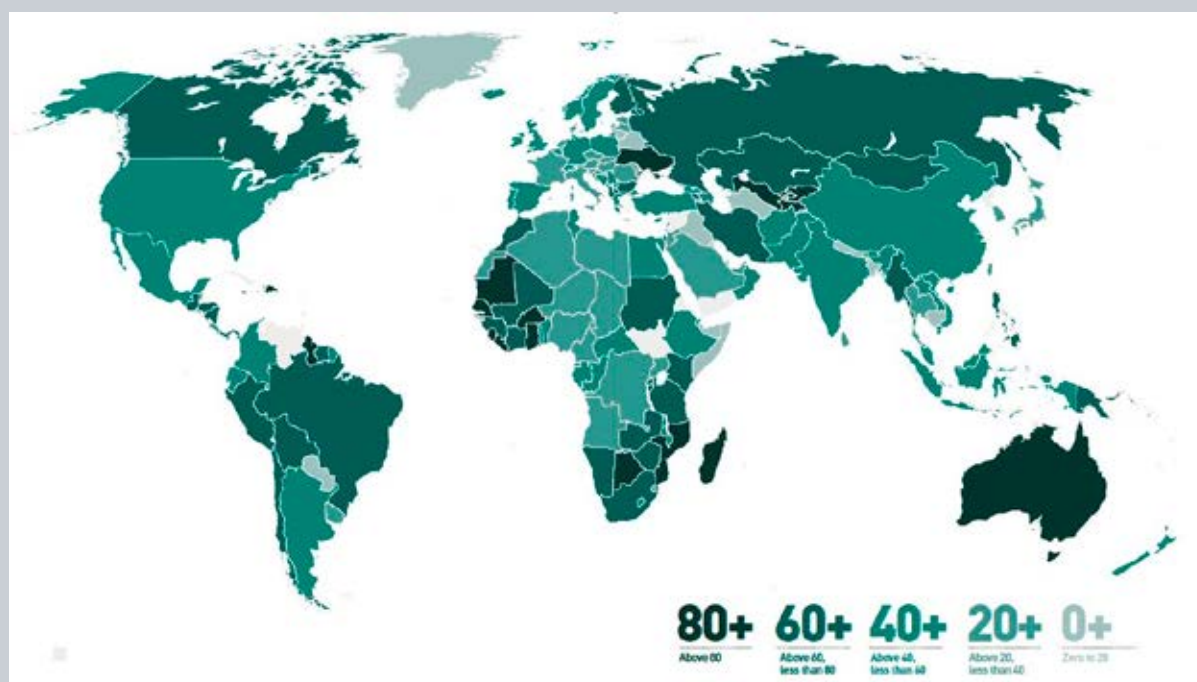 80+ 60+ 40+ 20+ 0+
Above 80 Above 60, Above 40, Above 20, Zero to 20
less than 80 less than 60 less than 40